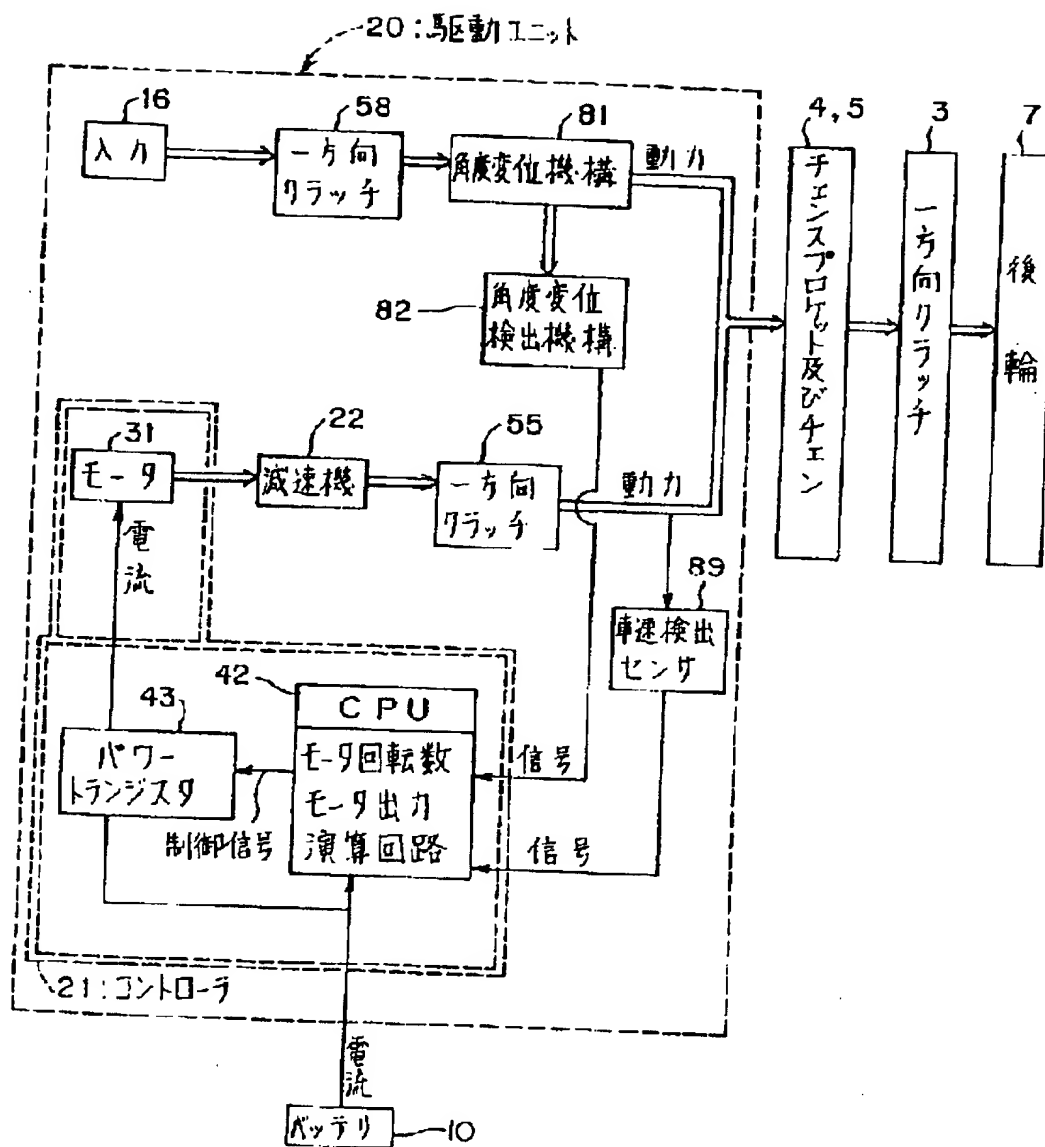 20:駆動ユニット
16
入力
58
一方向
クラッチ
81
角度変位機構
動力
4,5
チェンスプロケット及びチェン
3
一方向クラッチ
7
後輪
82
角度変位
検出機構
31
モータ
22
減速機
55
一方向
クラッチ
動力
電流
89
車速検出
センサ
43
パワー
トランジスタ
42
CPU
モータ回転数
モータ出力
演算回路
制御信号
信号
信号
21:コントローラ
電流
バッテリ
10